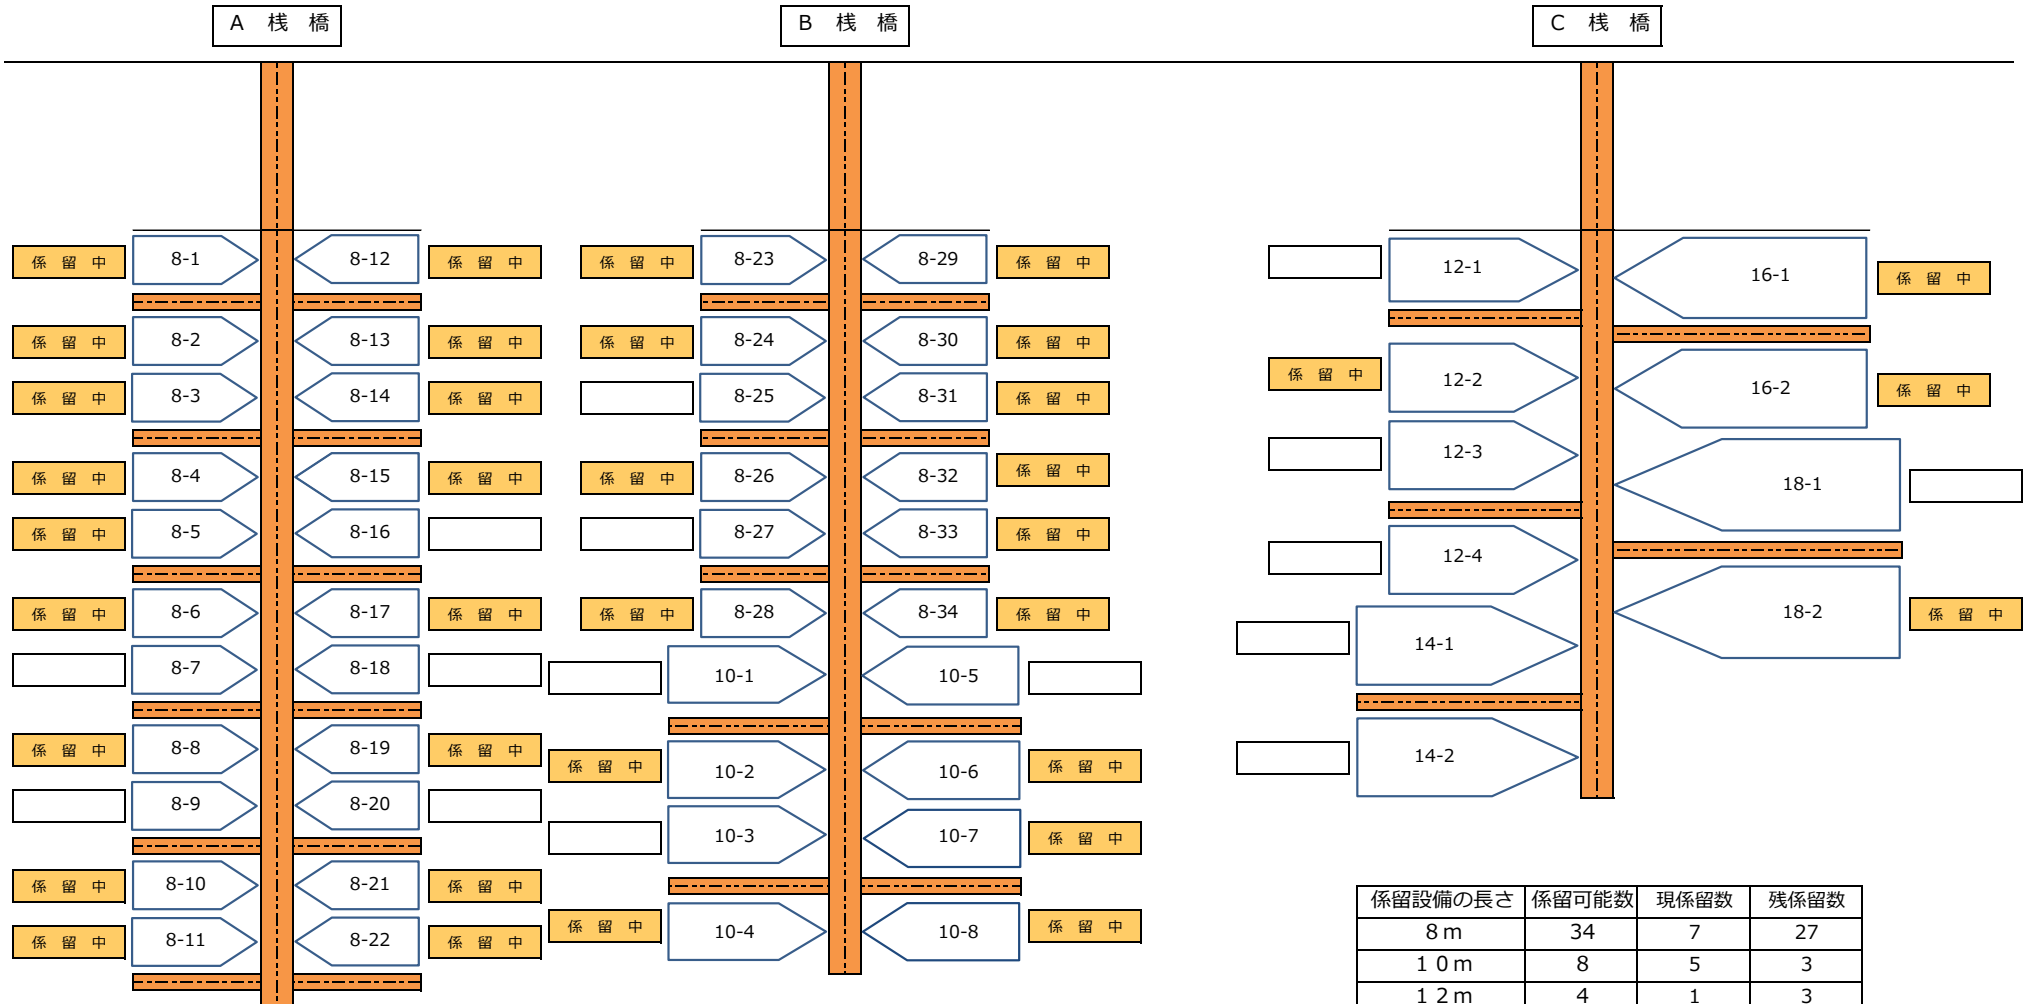 A 桟 橋
B 桟 橋
C 桟 橋
係 留 中 8-1 8-12 係 留 中 係 留 中 8-23 8-29 係 留 中 12-1 16-1 係 留 中
係 留 中 8-2 8-13 係 留 中 係 留 中 8-24 8-30 係 留 中
係 留 中 8-3 8-14 係 留 中 8-25 8-31 係 留 中 係 留 中 12-2 16-2 係 留 中
係 留 中 8-4 8-15 係 留 中 係 留 中 8-26 8-32 係 留 中 12-3 18-1
係 留 中 8-5 8-16 8-27 8-33 係 留 中 12-4
係 留 中 8-6 8-17 係 留 中 係 留 中 8-28 8-34 係 留 中 18-2 係 留 中
8-7 8-18 10-1 10-5 14-1
係 留 中 8-8 8-19 係 留 中 係 留 中 10-2 10-6 係 留 中 14-2
8-9 8-20 10-3 10-7 係 留 中
係 留 中 8-10 8-21 係 留 中
係 留 中 8-11 8-22 係 留 中 係 留 中 10-4 10-8 係 留 中
係留設備の長さ 係留可能数 現係留数 残係留数
8ｍ 34 7 27
１０ｍ 8 5 3
１２ｍ 4 1 3